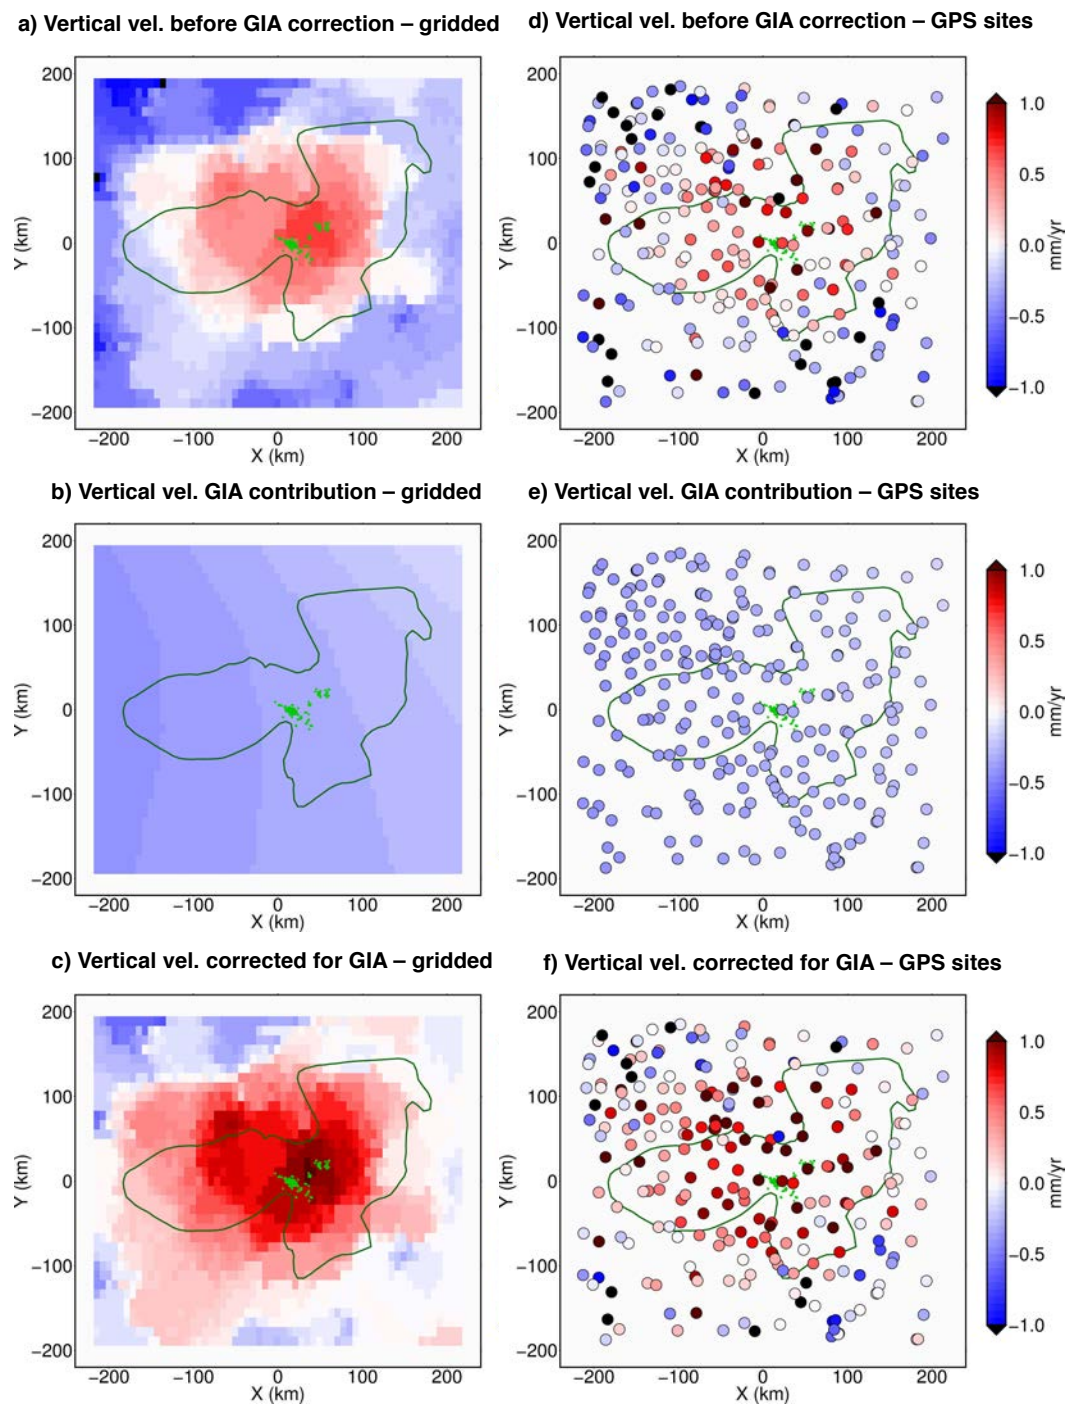 a) Vertical vel. before GIA correction – gridded
200
100
0
−100
−200
Y (km)
−200 −100 0 100 200
X (km)
d) Vertical vel. before GIA correction – GPS sites
200
100
0
−100
−200
Y (km)
−200 −100 0 100 200
X (km)
1.0
0.5
0.0
−0.5
−1.0
mm/yr
b) Vertical vel. GIA contribution – gridded
200
100
0
−100
−200
Y (km)
−200 −100 0 100 200
X (km)
e) Vertical vel. GIA contribution – GPS sites
200
100
0
−100
−200
Y (km)
−200 −100 0 100 200
X (km)
1.0
0.5
0.0
−0.5
−1.0
mm/yr
c) Vertical vel. corrected for GIA – gridded
200
100
0
−100
−200
Y (km)
−200 −100 0 100 200
X (km)
f) Vertical vel. corrected for GIA – GPS sites
200
100
0
−100
−200
Y (km)
−200 −100 0 100 200
X (km)
1.0
0.5
0.0
−0.5
−1.0
mm/yr